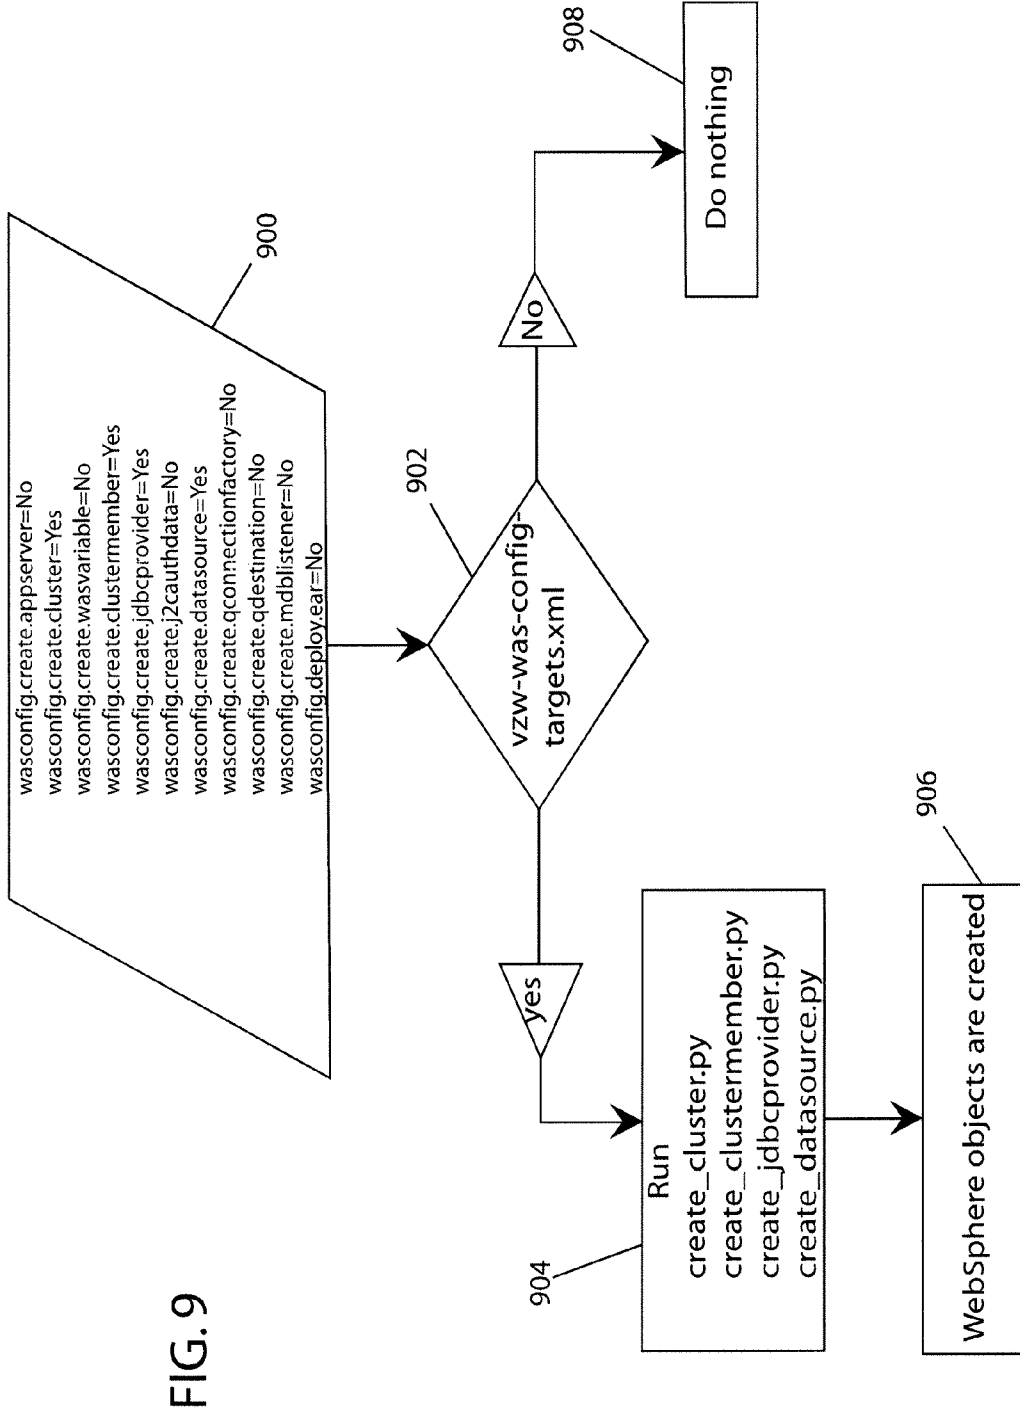 wasconfig.create.appserver=No
wasconfig.create.cluster=Yes
wasconfig.create.wasvariable=No
wasconfig.create.clustermember=Yes
wasconfig.create.jdbcprovider=Yes
wasconfig.create.j2cauthdata=No
wasconfig.create.datasource=Yes
wasconfig.create.qconnectionfactory=No
wasconfig.create.qdestination=No
wasconfig.create.mdblistener=No
wasconfig.deploy.ear=No
900
902
vzw-was-config-
targets.xml
yes
No
904
Run
create_cluster.py
create_clustermember.py
create_jdbcprovider.py
create_datasource.py
906
WebSphere objects are created
908
Do nothing
FIG. 9